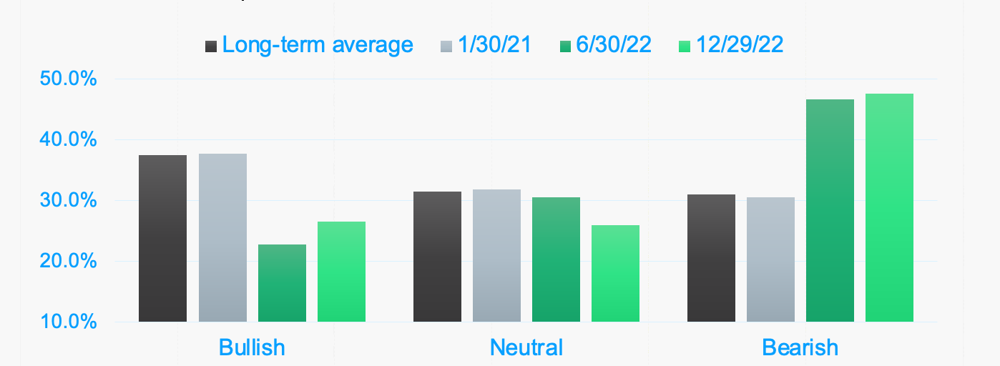 Long-term average 1/30/21 6/30/22 12/29/22
50.0%
40.0%
30.0%
20.0%
10.0%
Bullish Neutral Bearish